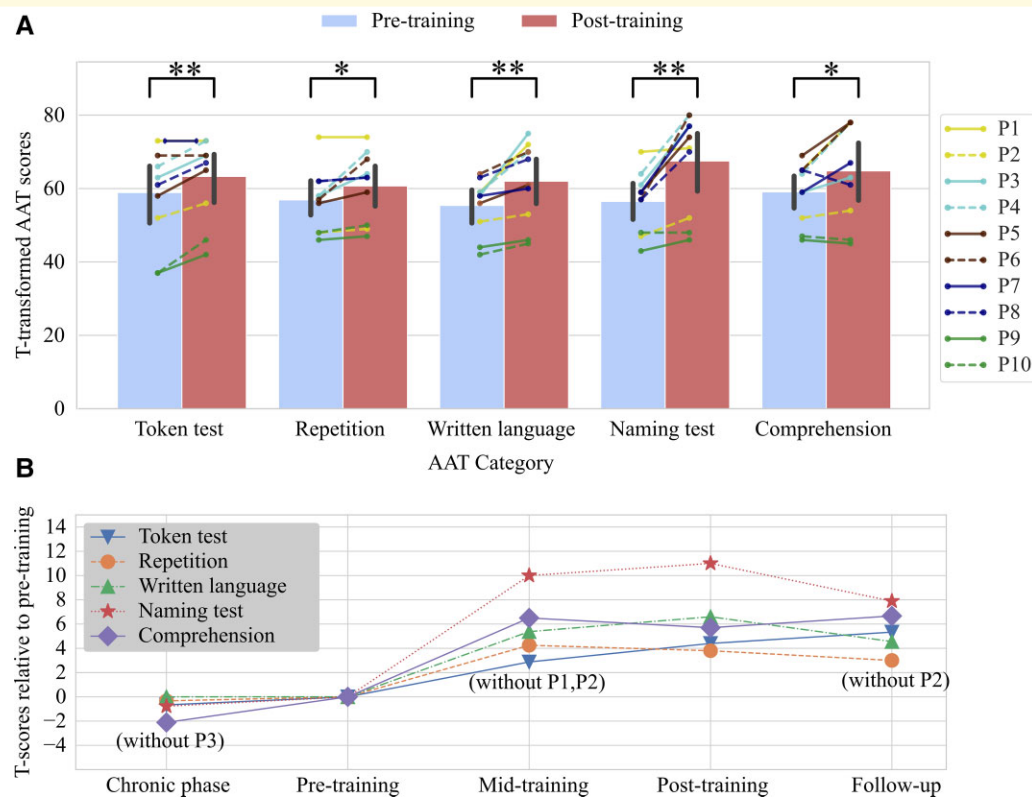 A
Pre-training Post-training
** * ** ** *
T-transformed AAT scores
80
60
40
20
0
Token test Repetition Written language Naming test Comprehension
AAT Category
P1
P2
P3
P4
P5
P6
P7
P8
P9
P10
B
T-scores relative to pre-training
14
12
10
8
6
4
2
0
−2
−4
Token test
Repetition
Written language
Naming test
Comprehension
(without P1,P2)
(without P2)
(without P3)
Chronic phase Pre-training Mid-training Post-training Follow-up